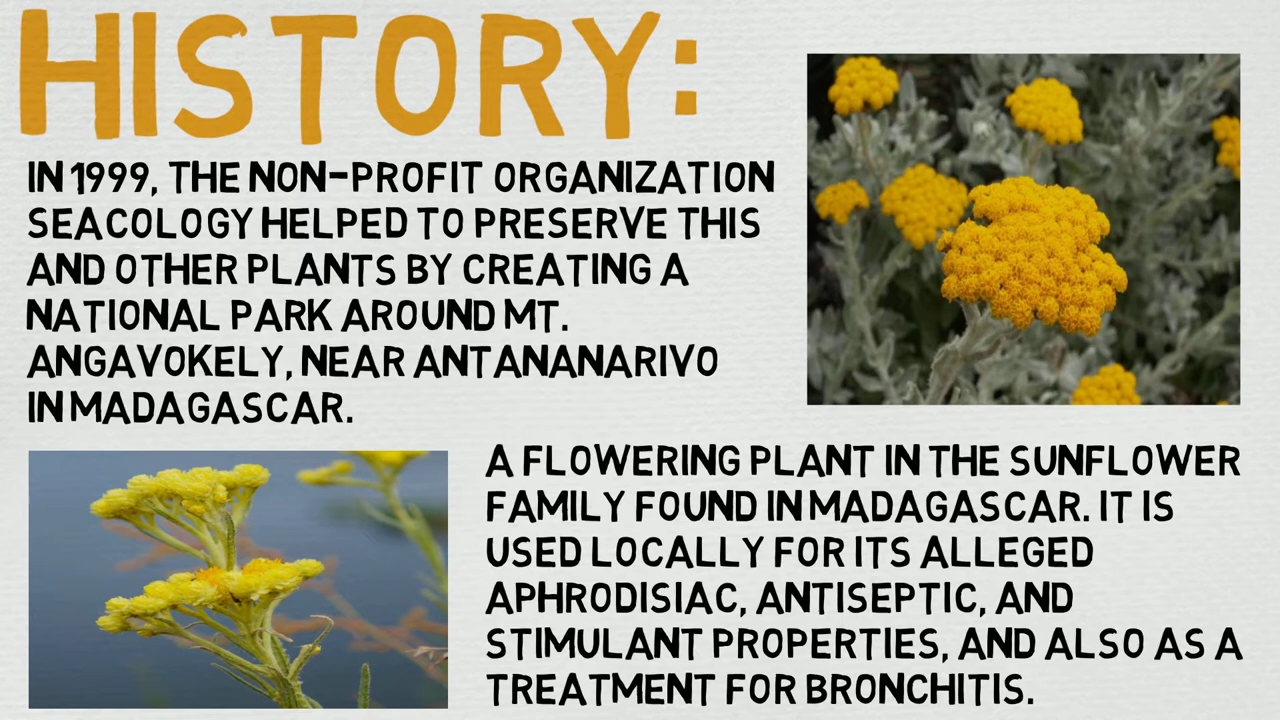 HISTORY:
IN 1999, THE NON-PROFIT ORGANIZATION
SEACOLOGY HELPED TO PRESERVE THIS
AND OTHER PLANTS BY CREATING A
NATIONAL PARK AROUND MT.
ANGAVOKELY, NEAR ANTANANARIVO
IN MADAGASCAR.
A FLOWERING PLANT IN THE SUNFLOWER
FAMILY FOUND IN MADAGASCAR. IT IS
USED LOCALLY FOR ITS ALLEGED
APHRODISIAC, ANTISEPTIC, AND
STIMULANT PROPERTIES, AND ALSO AS A
TREATMENT FOR BRONCHITIS.